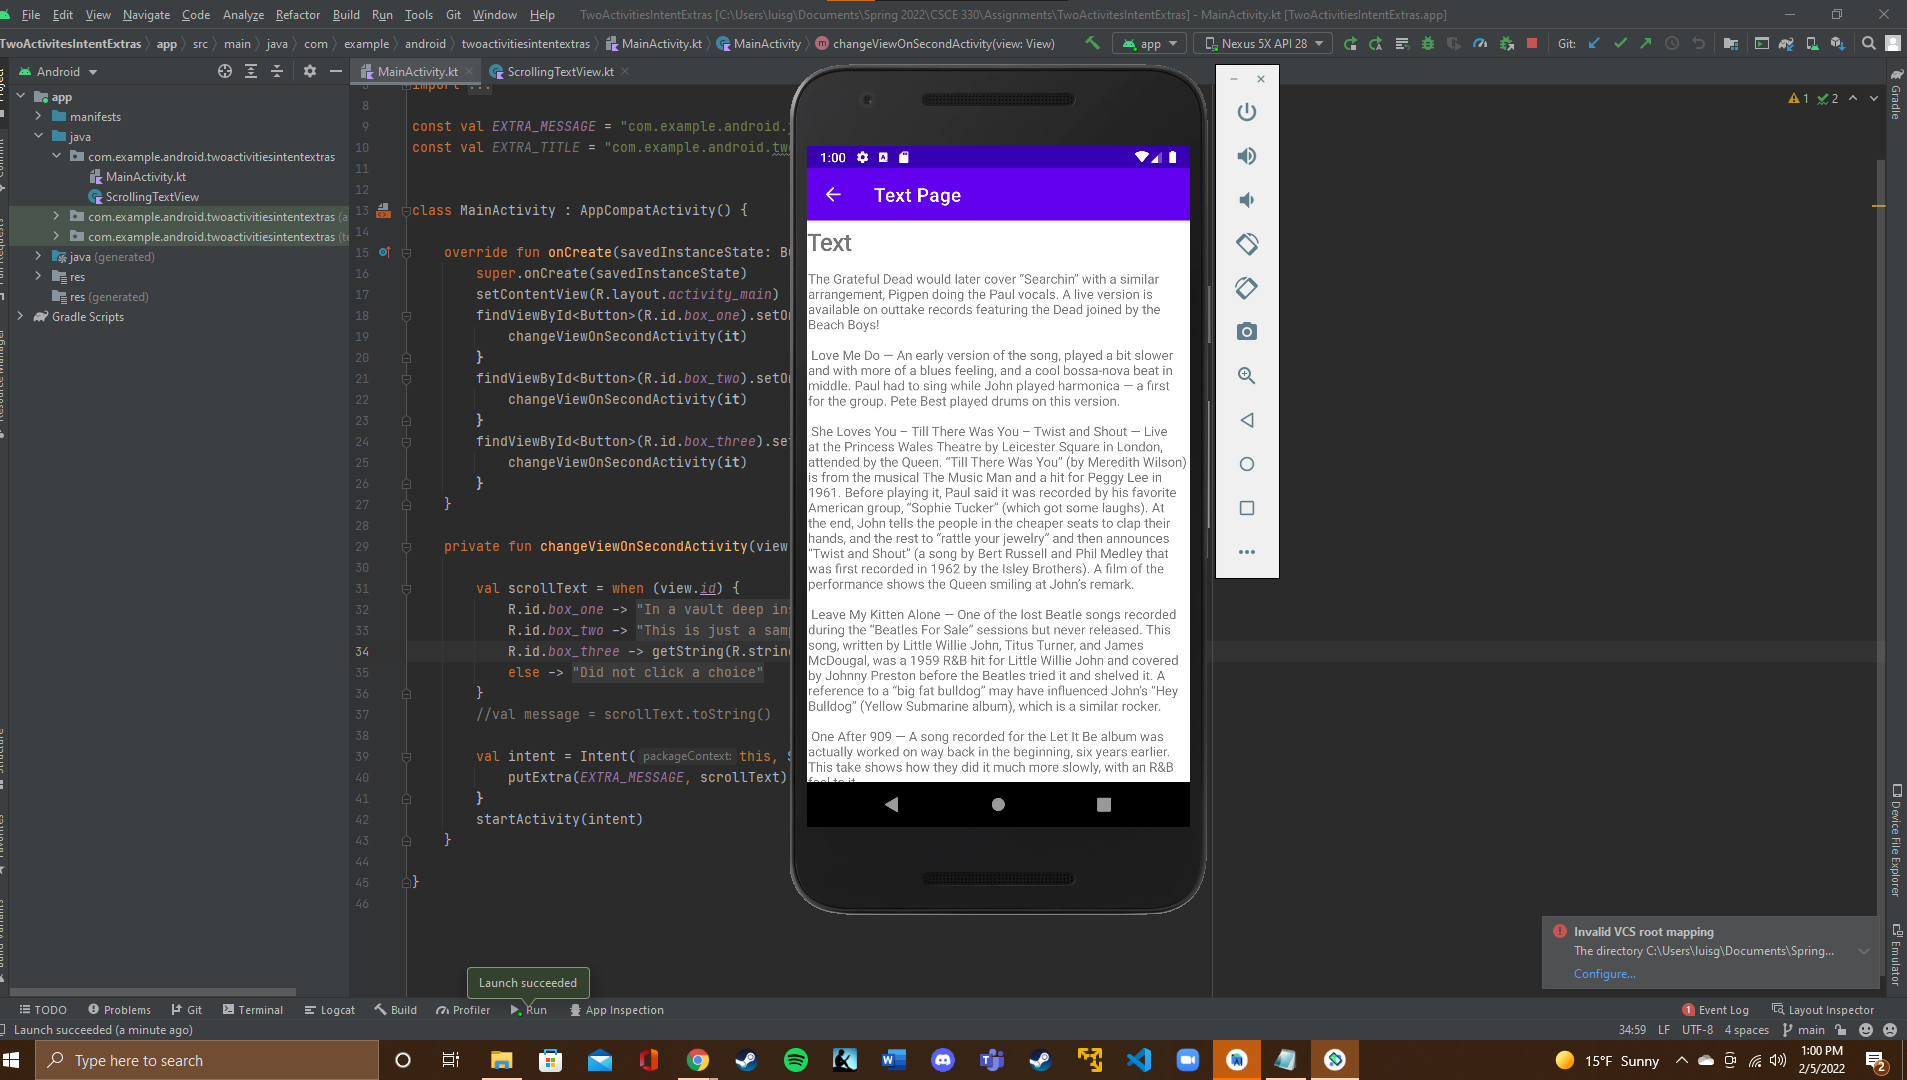 File Edit View Navigate Code Analyze Refactor Build Run Tools Git Window Help TwoActivitiesIntentExtras [C:\Users\luisg\Documents\Spring 2022\CSCE 330\Assignments\TwoActivitesIntentExtras] - MainActivity.kt [TwoActivitesIntentExtras.app]
TwoActivitesIntentExtras app src main java com example android twoactivitiesintentextras MainActivity.kt MainActivity changeViewOnSecondActivity(view: View) app Nexus 5X API 28 Git:
Android
MainActivity.kt ScrollingTextView.kt
app
manifests
java
com.example.android.twoactivitiesintentextras
MainActivity.kt
ScrollingTextView
com.example.android.twoactivitiesintentextras (a
com.example.android.twoactivitiesintentextras (te
java (generated)
res
res (generated)
Gradle Scripts
import ...
8
9 const val EXTRA_MESSAGE = "com.example.android.
10 const val EXTRA_TITLE = "com.example.android.tw
11
12
13 class MainActivity : AppCompatActivity() {
14
15 override fun onCreate(savedInstanceState: B
16 super.onCreate(savedInstanceState)
17 setContentView(R.layout.activity_main)
18 findViewById<Button>(R.id.box_one).setO
19 changeViewOnSecondActivity(it)
20 }
21 findViewById<Button>(R.id.box_two).setO
22 changeViewOnSecondActivity(it)
23 }
24 findViewById<Button>(R.id.box_three).se
25 changeViewOnSecondActivity(it)
26 }
27 }
28
29 private fun changeViewOnSecondActivity(view
30
31 val scrollText = when (view.id) {
32 R.id.box_one -> "In a vault deep in
33 R.id.box_two -> "This is just a sam
34 R.id.box_three -> getString(R.strin
35 else -> "Did not click a choice"
36 }
37 //val message = scrollText.toString()
38
39 val intent = Intent( packageContext: this,
40 putExtra(EXTRA_MESSAGE, scrollText)
41 }
42 startActivity(intent)
43 }
44
45 }
46
1:00
Text Page
Text
The Grateful Dead would later cover “Searchin” with a similar
arrangement, Pigpen doing the Paul vocals. A live version is
available on outtake records featuring the Dead joined by the
Beach Boys!
Love Me Do — An early version of the song, played a bit slower
and with more of a blues feeling, and a cool bossa-nova beat in
middle. Paul had to sing while John played harmonica — a first
for the group. Pete Best played drums on this version.
She Loves You – Till There Was You – Twist and Shout — Live
at the Princess Wales Theatre by Leicester Square in London,
attended by the Queen. “Till There Was You” (by Meredith Wilson)
is from the musical The Music Man and a hit for Peggy Lee in
1961. Before playing it, Paul said it was recorded by his favorite
American group, “Sophie Tucker” (which got some laughs). At
the end, John tells the people in the cheaper seats to clap their
hands, and the rest to “rattle your jewelry” and then announces
“Twist and Shout” (a song by Bert Russell and Phil Medley that
was first recorded in 1962 by the Isley Brothers). A film of the
performance shows the Queen smiling at John’s remark.
Leave My Kitten Alone — One of the lost Beatle songs recorded
during the “Beatles For Sale” sessions but never released. This
song, written by Little Willie John, Titus Turner, and James
McDougal, was a 1959 R&B hit for Little Willie John and covered
by Johnny Preston before the Beatles tried it and shelved it. A
reference to a “big fat bulldog” may have influenced John’s “Hey
Bulldog” (Yellow Submarine album), which is a similar rocker.
One After 909 — A song recorded for the Let It Be album was
actually worked on way back in the beginning, six years earlier.
This take shows how they did it much more slowly, with an R&B
feel to it.
1 2
Gradle
Device File Explorer
Emulator
Invalid VCS root mapping
The directory C:\Users\luisg\Documents\Spring...
Configure...
Launch succeeded
TODO Problems Git Terminal Logcat Build Profiler Run App Inspection 1 Event Log Layout Inspector
Launch succeeded (a minute ago) 34:59 LF UTF-8 4 spaces main
Type here to search
15°F Sunny
1:00 PM
2/5/2022
2